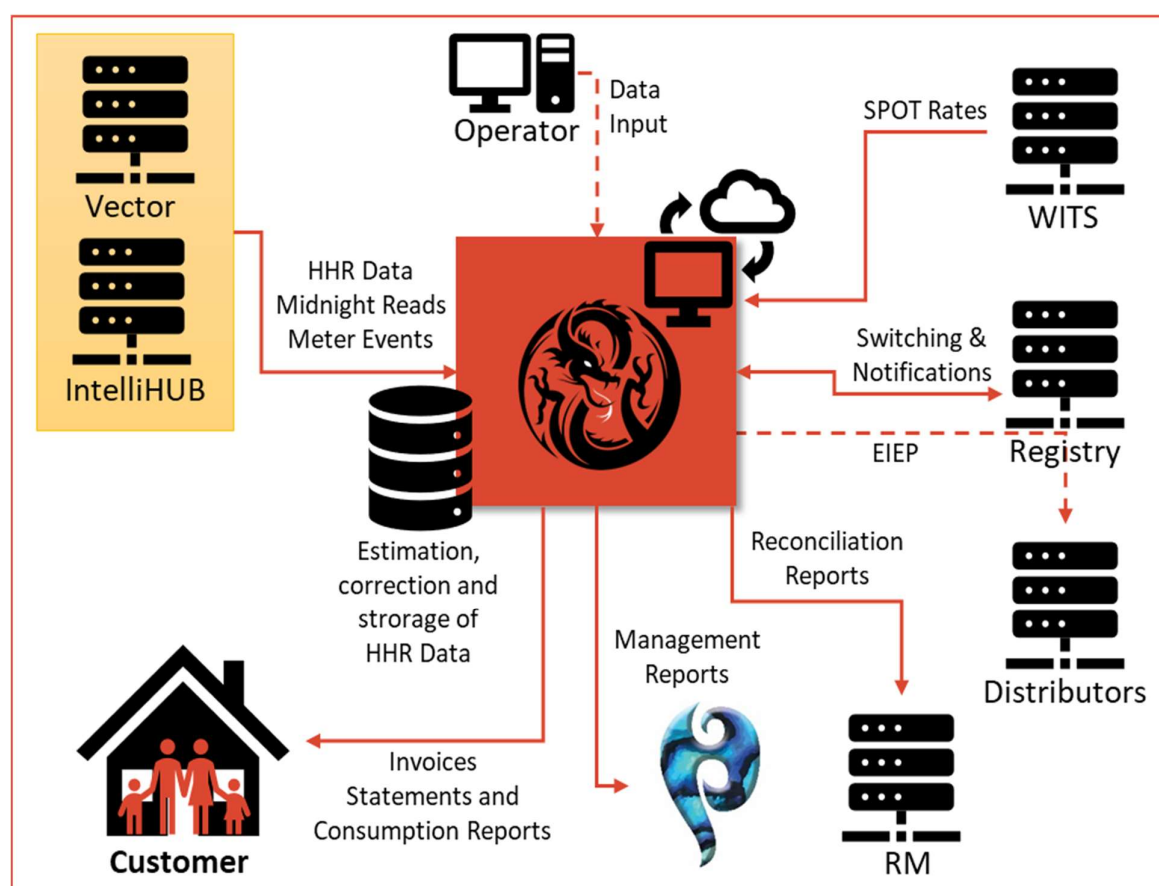 Operator
Data
Input
SPOT Rates
WITS
Vector
IntelliHUB
HHR Data
Midnight Reads
Meter Events
Switching &
Notifications
Registry
EIEP
Distributors
Estimation,
correction and
strorage of
HHR Data
Reconciliation
Reports
Management
Reports
RM
Invoices
Statements and
Consumption Reports
Customer